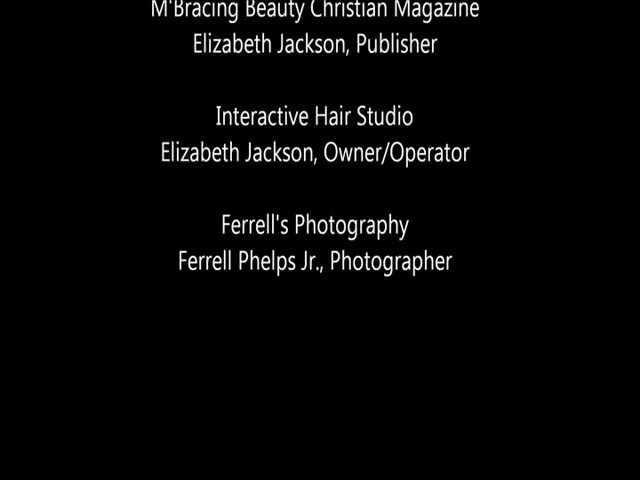 M'Bracing Beauty Christian Magazine
Elizabeth Jackson, Publisher
Interactive Hair Studio
Elizabeth Jackson, Owner/Operator
Ferrell's Photography
Ferrell Phelps Jr., Photographer